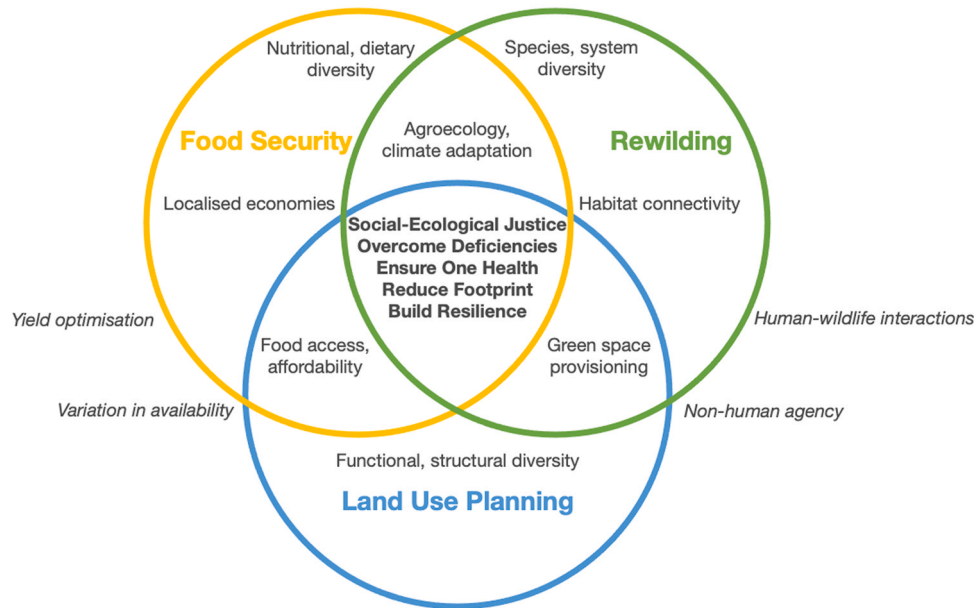 Nutritional, dietary
diversity
Species, system
diversity
Food Security
Agroecology,
climate adaptation
Rewilding
Localised economies
Habitat connectivity
Social-Ecological Justice
Overcome Deficiencies
Ensure One Health
Reduce Footprint
Build Resilience
Yield optimisation
Human-wildlife interactions
Food access,
affordability
Green space
provisioning
Variation in availability
Non-human agency
Functional, structural diversity
Land Use Planning